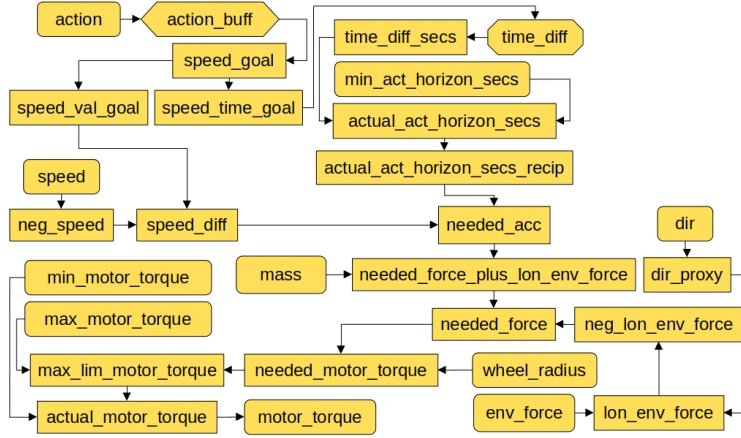 action
action_buff
speed_goal
time_diff_secs
time_diff
min_act_horizon_secs
speed_val_goal
speed_time_goal
actual_act_horizon_secs
actual_act_horizon_secs_recip
speed
neg_speed
speed_diff
needed_acc
dir
min_motor_torque
mass
needed_force_plus_lon_env_force
dir_proxy
max_motor_torque
needed_force
neg_lon_env_force
max_lim_motor_torque
needed_motor_torque
wheel_radius
actual_motor_torque
motor_torque
env_force
lon_env_force